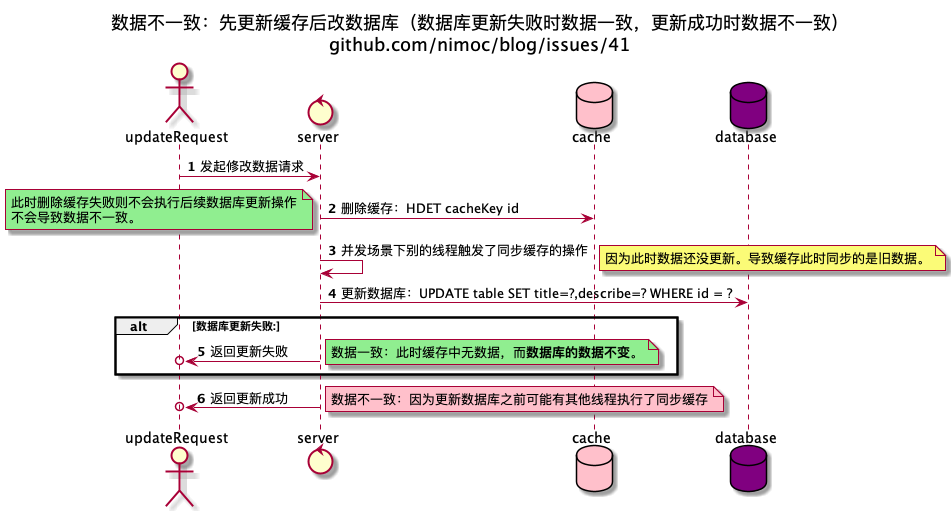 数据不一致：先更新缓存后改数据库（数据库更新失败时数据一致，更新成功时数据不一致）
github.com/nimoc/blog/issues/41
updateRequest
server
cache
database
1 发起修改数据请求
此时删除缓存失败则不会执行后续数据库更新操作
不会导致数据不一致。
2 删除缓存：HDET cacheKey id
3 并发场景下别的线程触发了同步缓存的操作
因为此时数据还没更新。导致缓存此时同步的是旧数据。
4 更新数据库：UPDATE table SET title=?,describe=? WHERE id = ?
alt
[数据库更新失败:]
5 返回更新失败
数据一致：此时缓存中无数据，而数据库的数据不变。
6 返回更新成功
数据不一致：因为更新数据库之前可能有其他线程执行了同步缓存
updateRequest
server
cache
database